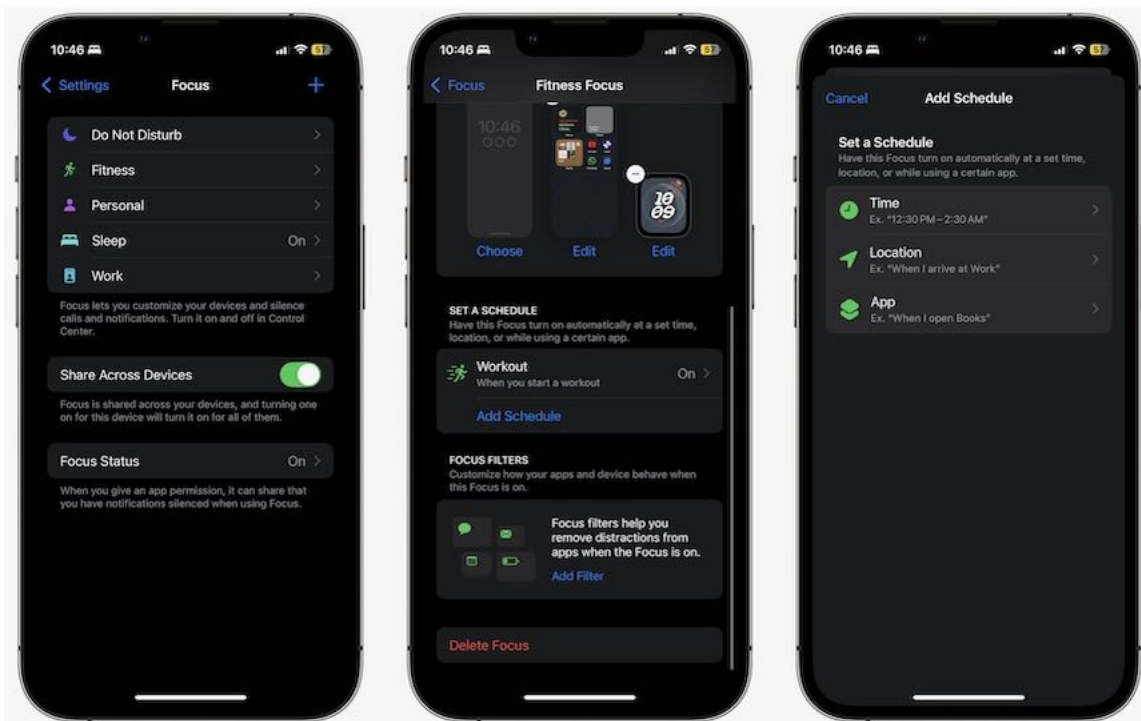 10:46
57
Settings
Focus
Do Not Disturb
Fitness
Personal
Sleep
On
Work
Focus lets you customize your devices and silence
calls and notifications. Turn it on and off in Control
Center.
Share Across Devices
Focus is shared across your devices, and turning one
on for this device will turn it on for all of them.
Focus Status
On
When you give an app permission, it can share that
you have notifications silenced when using Focus.
10:46
57
Focus
Fitness Focus
10:46
10
09
Choose
Edit
Edit
SET A SCHEDULE
Have this Focus turn on automatically at a set time,
location, or while using a certain app.
Workout
When you start a workout
On
Add Schedule
FOCUS FILTERS
Customize how your apps and device behave when
this Focus is on.
Focus filters help you
remove distractions from
apps when the Focus is on.
Add Filter
Delete Focus
10:46
57
Cancel
Add Schedule
Set a Schedule
Have this Focus turn on automatically at a set time,
location, or while using a certain app.
Time
Ex. “12:30 PM – 2:30 AM”
Location
Ex. “When I arrive at Work”
App
Ex. “When I open Books”